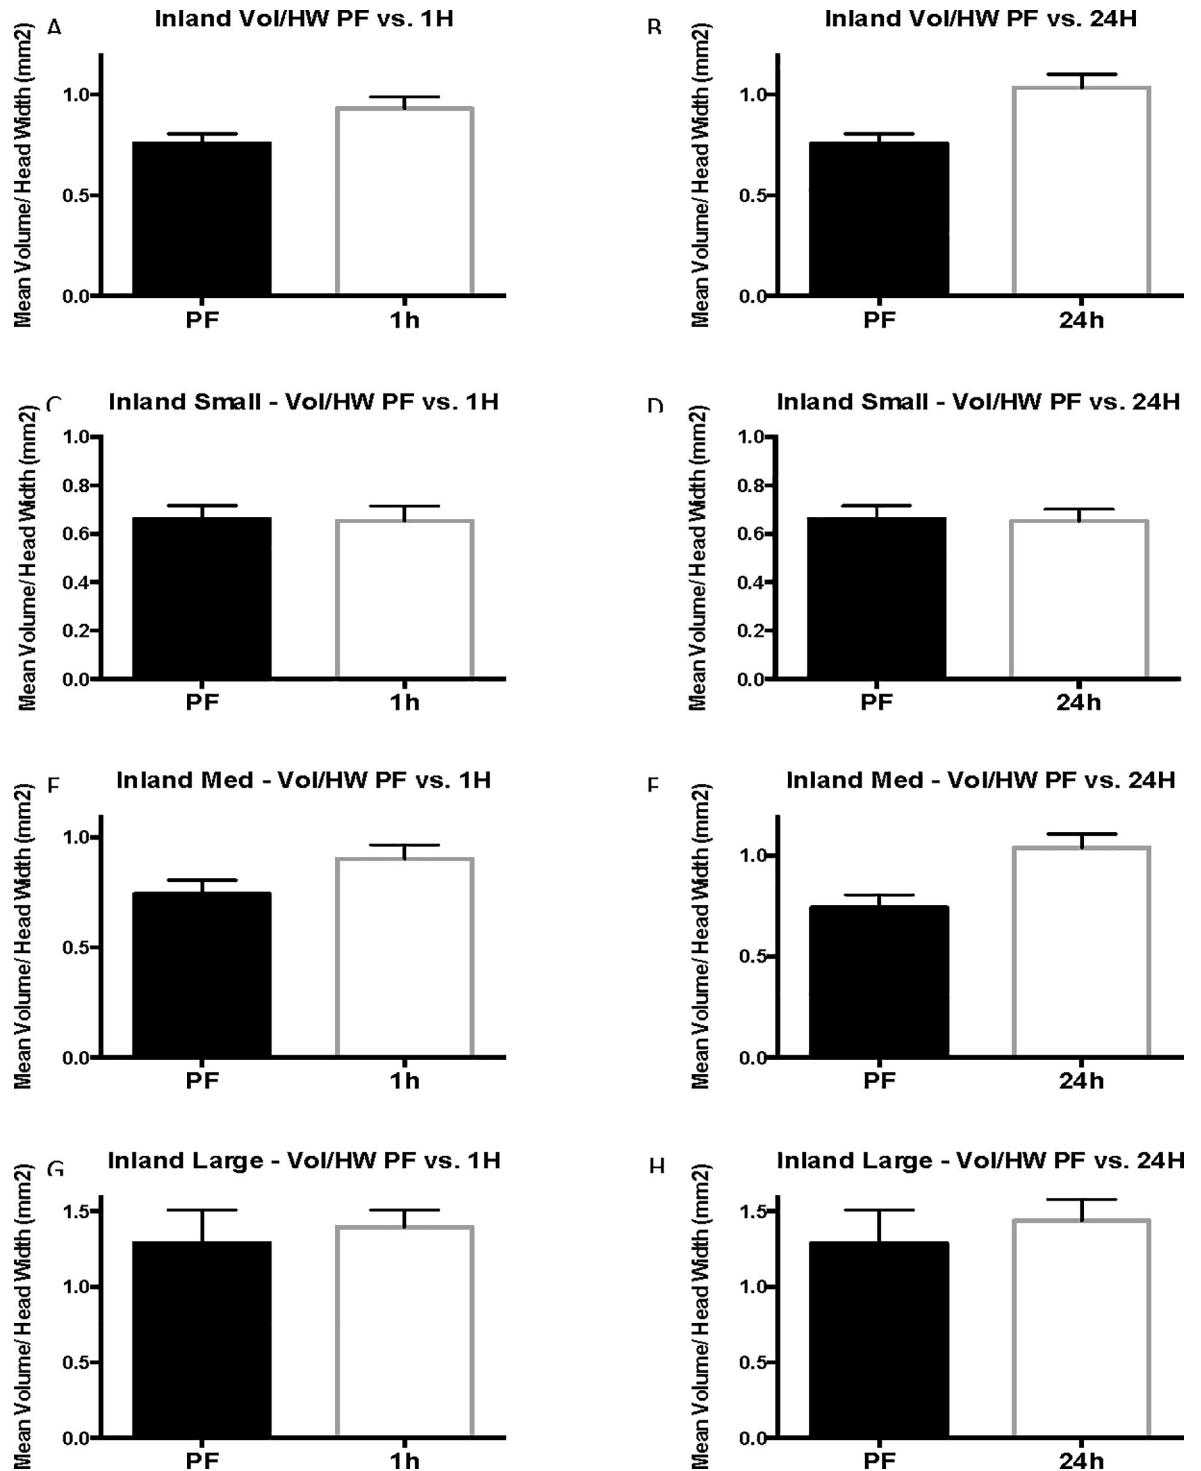 A Inland Vol/HW PF vs. 1H
Mean Volume/ Head Width (mm2)
1.0
0.5
0.0
PF 1h
B Inland Vol/HW PF vs. 24H
Mean Volume/ Head Width (mm2)
1.0
0.5
0.0
PF 24h
C Inland Small - Vol/HW PF vs. 1H
Mean Volume/ Head Width (mm2)
1.0
0.8
0.6
0.4
0.2
0.0
PF 1h
D Inland Small - Vol/HW PF vs. 24H
Mean Volume/ Head Width (mm2)
1.0
0.8
0.6
0.4
0.2
0.0
PF 24h
E Inland Med - Vol/HW PF vs. 1H
Mean Volume/ Head Width (mm2)
1.0
0.5
0.0
PF 1h
F Inland Med - Vol/HW PF vs. 24H
Mean Volume/ Head Width (mm2)
1.0
0.5
0.0
PF 24h
G Inland Large - Vol/HW PF vs. 1H
Mean Volume/ Head Width (mm2)
1.5
1.0
0.5
0.0
PF 1h
H Inland Large - Vol/HW PF vs. 24H
Mean Volume/ Head Width (mm2)
1.5
1.0
0.5
0.0
PF 24h